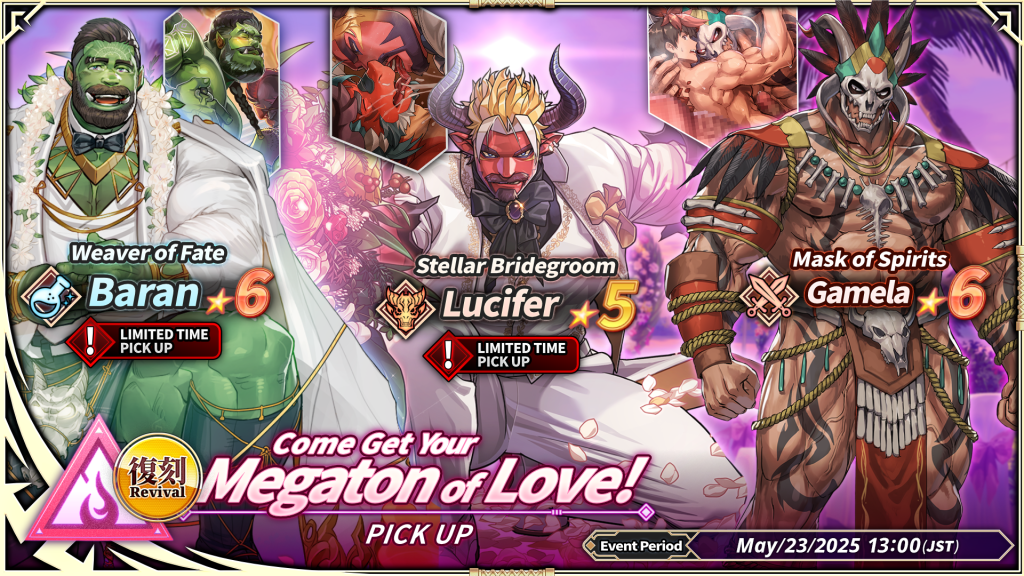 Weaver of Fate
Baran
6
!
LIMITED TIME
PICK UP
Stellar Bridegroom
Lucifer
5
!
LIMITED TIME
PICK UP
Mask of Spirits
Gamela
6
復刻
Revival
Come Get Your
Megaton of Love!
PICK UP
Event Period
May/23/2025 13:00(JST)